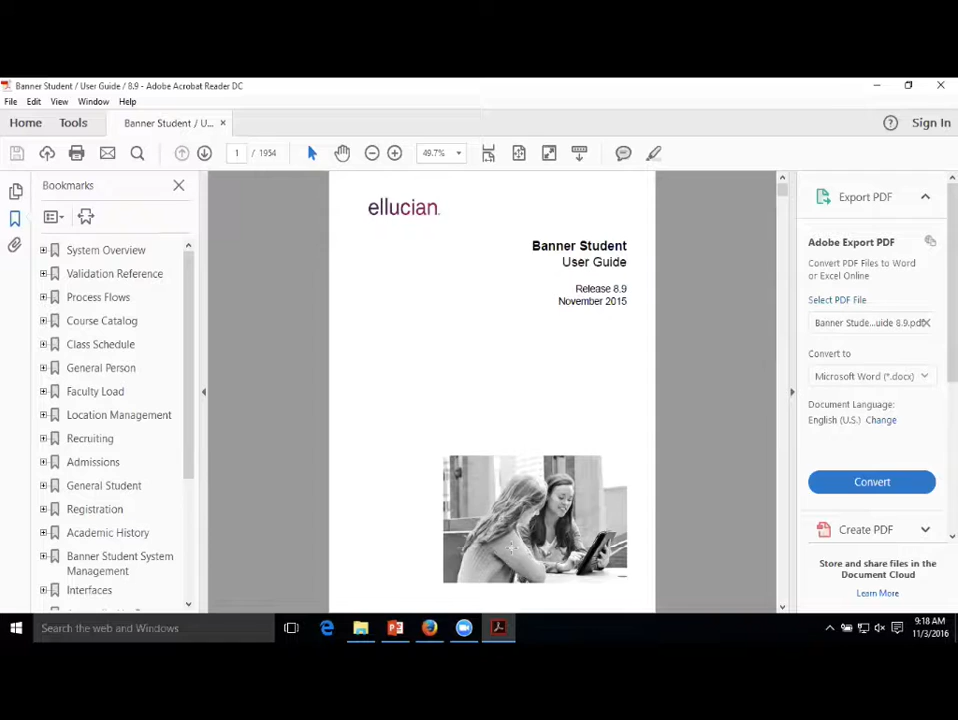 Banner Student / User Guide / 8.9 - Adobe Acrobat Reader DC
File Edit View Window Help
Home Tools Banner Student / U... × Sign In
1 / 1954 49.7%
Bookmarks
System Overview
Validation Reference
Process Flows
Course Catalog
Class Schedule
General Person
Faculty Load
Location Management
Recruiting
Admissions
General Student
Registration
Academic History
Banner Student System
Management
Interfaces
ellucian.
Banner Student
User Guide
Release 8.9
November 2015
Export PDF
Adobe Export PDF
Convert PDF Files to Word
or Excel Online
Select PDF File
Banner Stude...uide 8.9.pdf
Convert to
Microsoft Word (*.docx)
Document Language:
English (U.S.) Change
Convert
Create PDF
Store and share files in the
Document Cloud
Learn More
Search the web and Windows
9:18 AM
11/3/2016